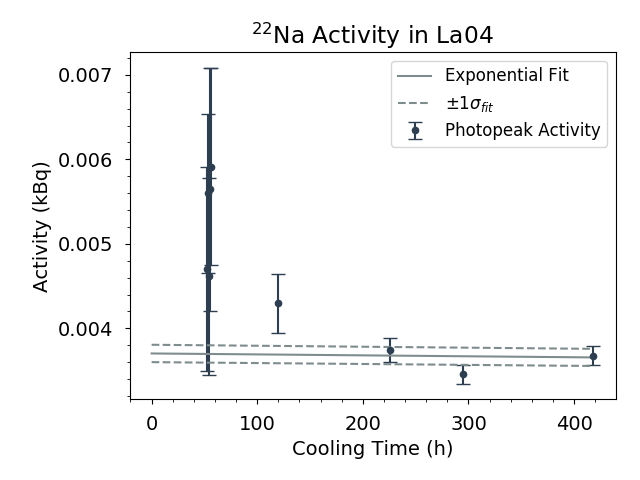 ²²Na Activity in La04
Exponential Fit
±1σ_fit
Photopeak Activity
Activity (kBq)
0.007
0.006
0.005
0.004
0 100 200 300 400
Cooling Time (h)